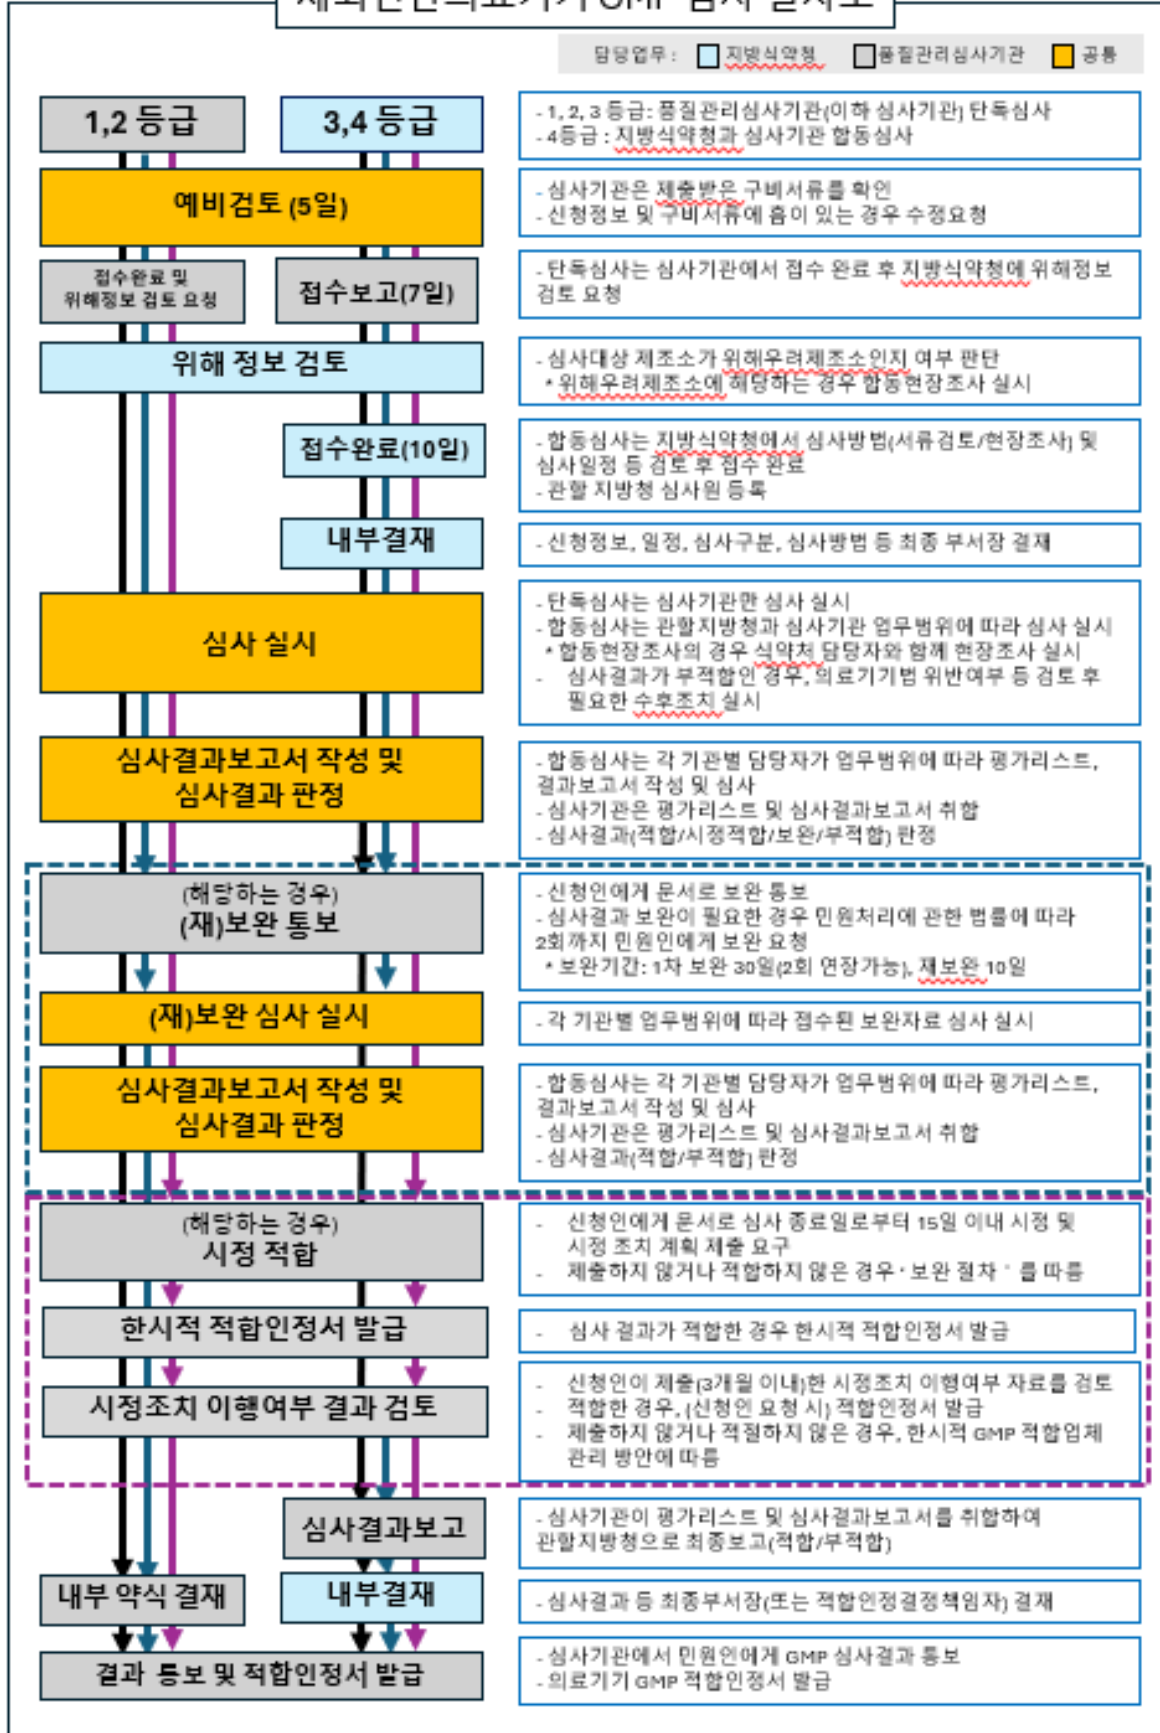 체외진단의료기기 GMP 심사 절차도
담당업무 : 지방식약청 품질관리심사기관 공통
1,2 등급
3,4 등급
- 1, 2, 3 등급: 품질관리심사기관(이하 심사기관) 단독심사
- 4등급 : 지방식약청과 심사기관 합동심사
예비검토 (5일)
- 심사기관은 제출받은 구비서류를 확인
- 신청정보 및 구비서류에 흠이 있는 경우 수정요청
접수완료 및
위해정보 검토 요청
접수보고(7일)
- 단독심사는 심사기관에서 접수 완료 후 지방식약청에 위해정보
검토 요청
위해 정보 검토
- 심사대상 제조소가 위해우려제조소인지 여부 판단
* 위해우려제조소에 해당하는 경우 합동현장조사 실시
접수완료(10일)
- 합동심사는 지방식약청에서 심사방법(서류검토/현장조사) 및
심사일정 등 검토 후 접수 완료
- 관할 지방청 심사원 등록
내부결재
- 신청정보, 일정, 심사구분, 심사방법 등 최종 부서장 결재
심사 실시
- 단독심사는 심사기관만 심사 실시
- 합동심사는 관할지방청과 심사기관 업무범위에 따라 심사 실시
* 합동현장조사의 경우 식약처 담당자와 함께 현장조사 실시
- 심사결과가 부적합인 경우, 의료기기법 위반여부 등 검토 후
필요한 수후조치 실시
심사결과보고서 작성 및
심사결과 판정
- 합동심사는 각 기관별 담당자가 업무범위에 따라 평가리스트,
결과보고서 작성 및 심사
- 심사기관은 평가리스트 및 심사결과보고서 취합
- 심사결과(적합/시정적합/보완/부적합) 판정
(해당하는 경우)
(재)보완 통보
- 신청인에게 문서로 보완 통보
- 심사결과 보완이 필요한 경우 민원처리에 관한 법률에 따라
2회까지 민원인에게 보완 요청
* 보완기간: 1차 보완 30일(2회 연장가능), 재보완 10일
(재)보완 심사 실시
- 각 기관별 업무범위에 따라 접수된 보완자료 심사 실시
심사결과보고서 작성 및
심사결과 판정
- 합동심사는 각 기관별 담당자가 업무범위에 따라 평가리스트,
결과보고서 작성 및 심사
- 심사기관은 평가리스트 및 심사결과보고서 취합
- 심사결과(적합/부적합) 판정
(해당하는 경우)
시정 적합
- 신청인에게 문서로 심사 종료일로부터 15일 이내 시정 및
시정 조치 계획 제출 요구
- 제출하지 않거나 적합하지 않은 경우 ‘ 보완 절차 ’ 를 따름
한시적 적합인정서 발급
- 심사 결과가 적합한 경우 한시적 적합인정서 발급
시정조치 이행여부 결과 검토
- 신청인이 제출(3개월 이내)한 시정조치 이행여부 자료를 검토
- 적합한 경우, (신청인 요청 시) 적합인정서 발급
- 제출하지 않거나 적절하지 않은 경우, 한시적 GMP 적합업체
관리 방안에 따름
심사결과보고
- 심사기관이 평가리스트 및 심사결과보고서를 취합하여
관할지방청으로 최종보고(적합/부적합)
내부 약식 결재
내부결재
- 심사결과 등 최종부서장(또는 적합인정결정책임자) 결재
결과 통보 및 적합인정서 발급
- 심사기관에서 민원인에게 GMP 심사결과 통보
- 의료기기 GMP 적합인정서 발급